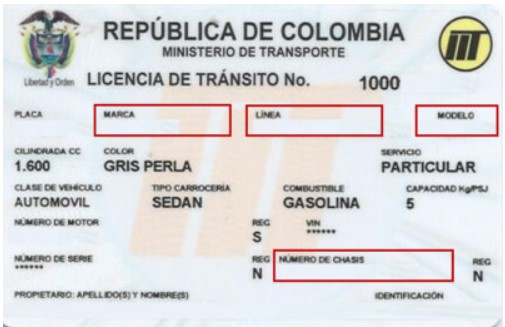 REPÚBLICA DE COLOMBIA
MINISTERIO DE TRANSPORTE
Libertad y Orden
LICENCIA DE TRÁNSITO No. 1000
PLACA MARCA LÍNEA MODELO
CILINDRADA CC COLOR SERVICIO
1.600 GRIS PERLA PARTICULAR
CLASE DE VEHÍCULO TIPO CARROCERÍA COMBUSTIBLE CAPACIDAD Kg/PSJ
AUTOMOVIL SEDAN GASOLINA 5
NÚMERO DE MOTOR REG VIN
S ******
NÚMERO DE SERIE REG NÚMERO DE CHASIS REG
****** N N
PROPIETARIO: APELLIDO(S) Y NOMBRE(S) IDENTIFICACIÓN